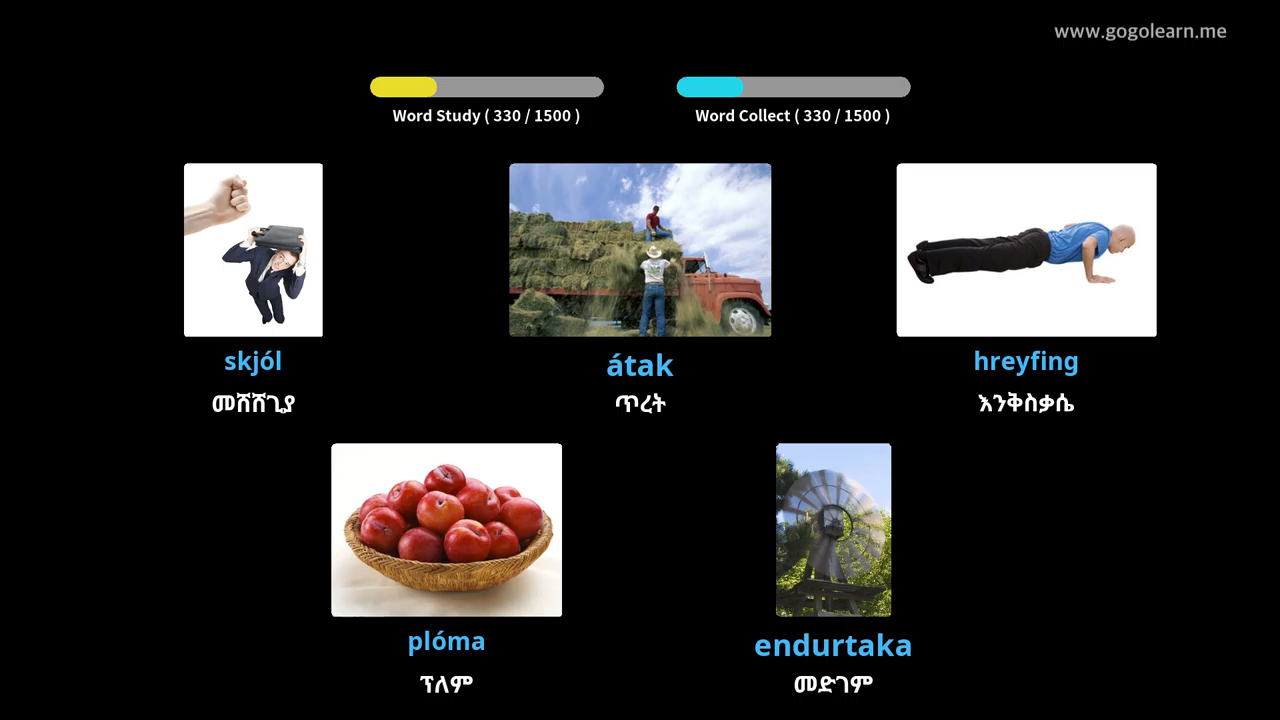 www.gogolearn.me
Word Study ( 330 / 1500 )
Word Collect ( 330 / 1500 )
skjól
átak
hreyfing
መሸሸጊያ
ጥረት
እንቅስቃሴ
plóma
endurtaka
ፕለም
መድገም